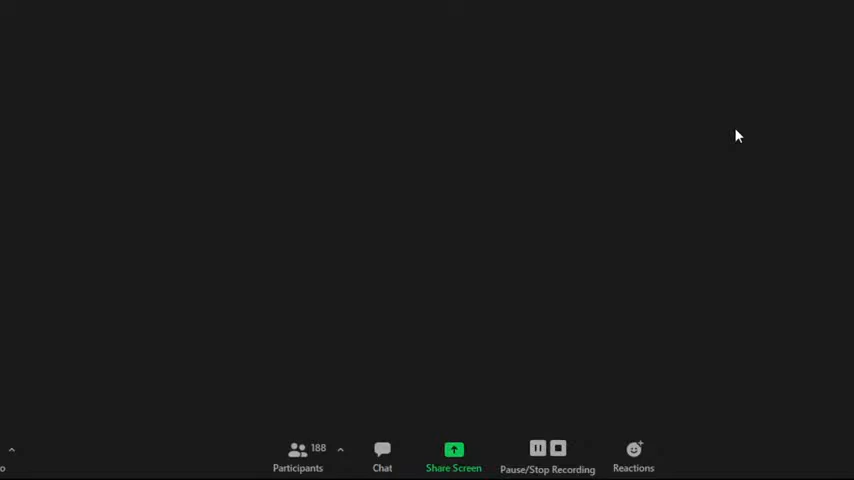 188
o
Participants
Chat
Share Screen
Pause/Stop Recording
Reactions